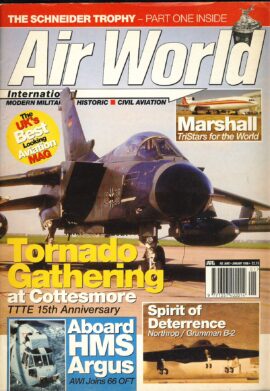 THE SCHNEIDER TROPHY – PART ONE INSIDE
Air World
International
MODERN MILITARY HISTORIC CIVIL AVIATION
The
UK's
Best
Looking
Aviation
MAG
Marshall
TriStars for the World
Tornado
Gathering
at Cottesmore
TTTE 15th Anniversary
Aboard
HMS
Argus
AWI Joins 66 OFT
Spirit of
Deterrence
Northrop / Grumman B-2